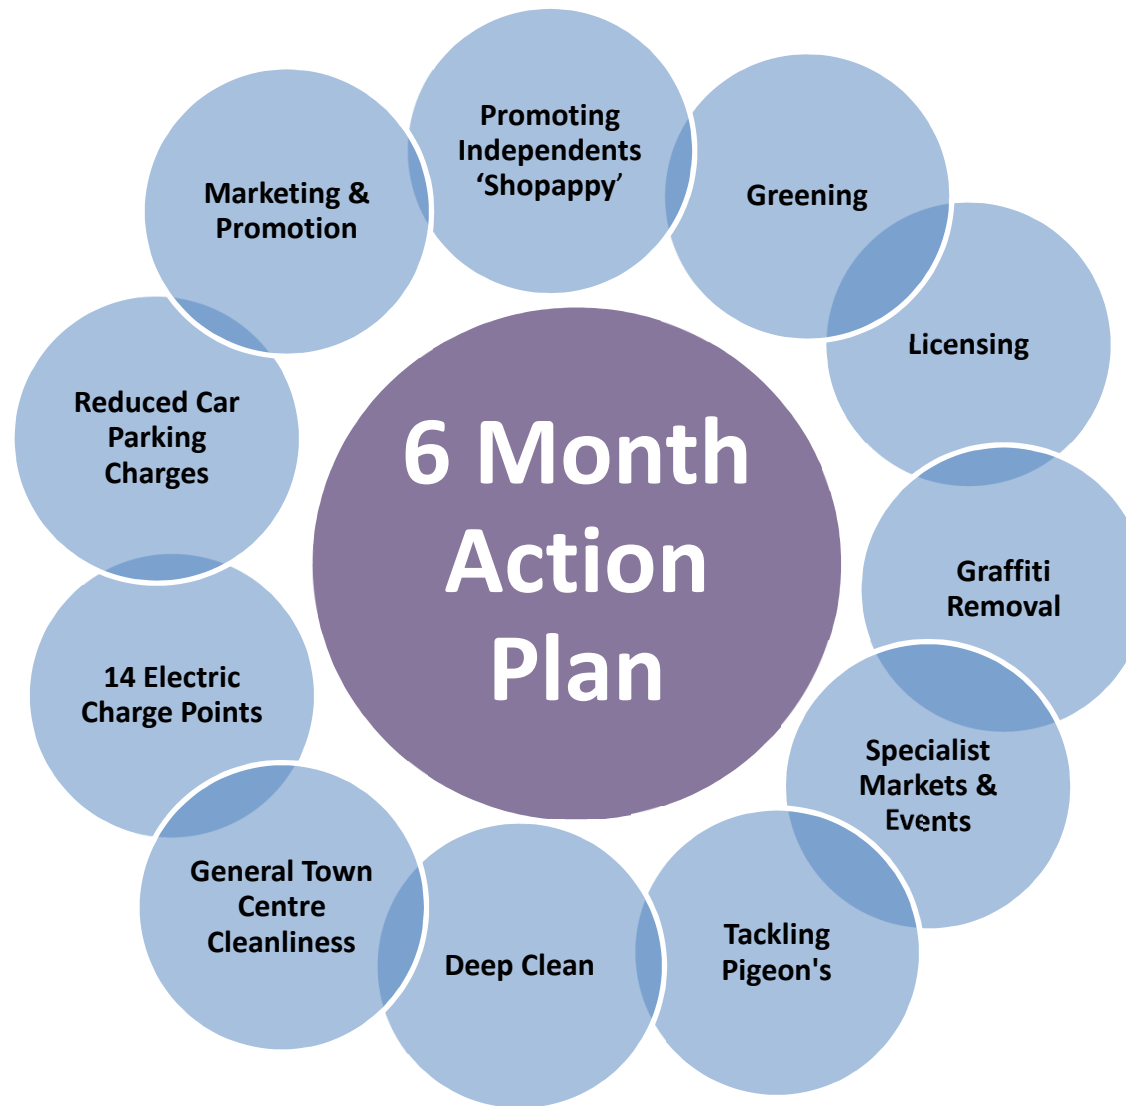 Promoting
Independents
‘Shopappy’
Greening
Licensing
Graffiti
Removal
Specialist
Markets &
Events
Tackling
Pigeon's
Deep Clean
General Town
Centre
Cleanliness
14 Electric
Charge Points
Reduced Car
Parking
Charges
Marketing &
Promotion
6 Month
Action
Plan